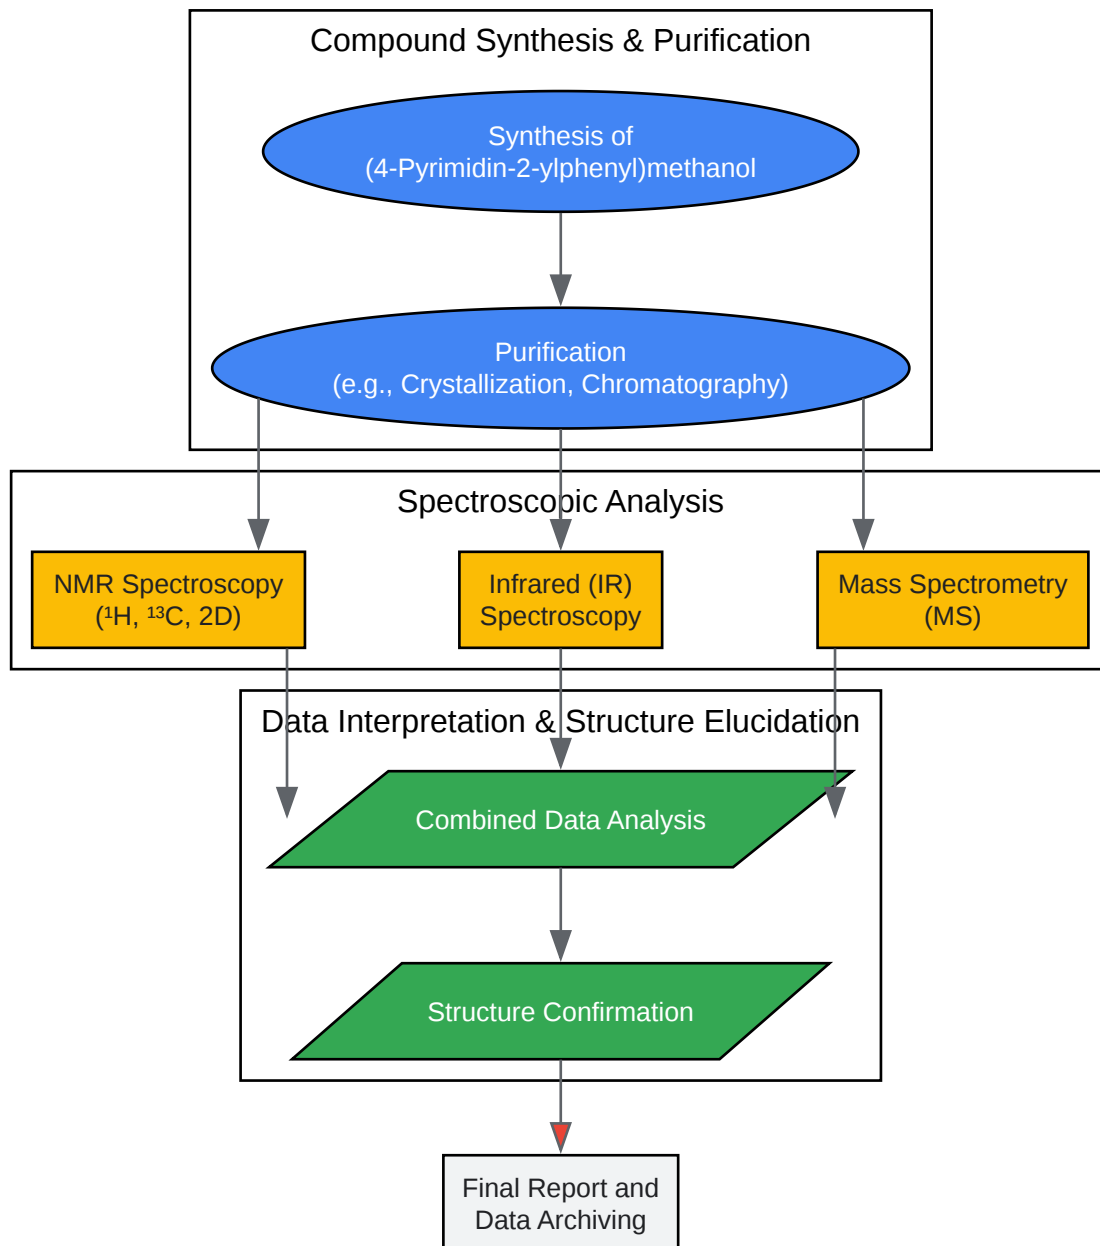 Compound Synthesis & Purification
Synthesis of
(4-Pyrimidin-2-ylphenyl)methanol
Purification
(e.g., Crystallization, Chromatography)
Spectroscopic Analysis
NMR Spectroscopy
(¹H, ¹³C, 2D)
Infrared (IR)
Spectroscopy
Mass Spectrometry
(MS)
Data Interpretation & Structure Elucidation
Combined Data Analysis
Structure Confirmation
Final Report and
Data Archiving